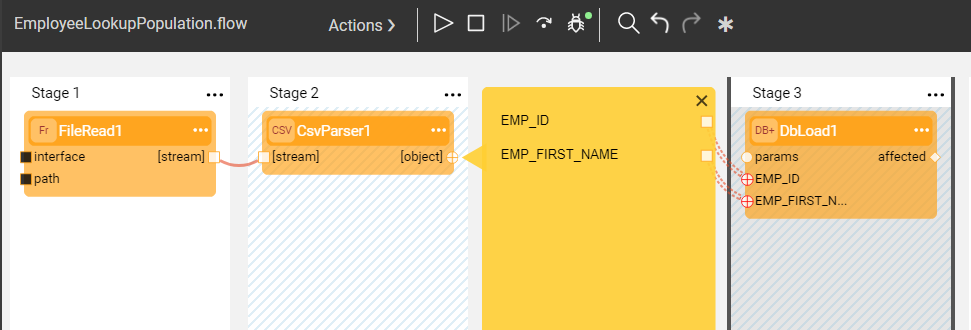 EmployeeLookupPopulation.flow
Actions
Stage 1
Fr FileRead1
interface [stream]
path
Stage 2
CSV CsvParser1
[stream] [object]
EMP_ID
EMP_FIRST_NAME
Stage 3
DB+ DbLoad1
params affected
EMP_ID
EMP_FIRST_N...